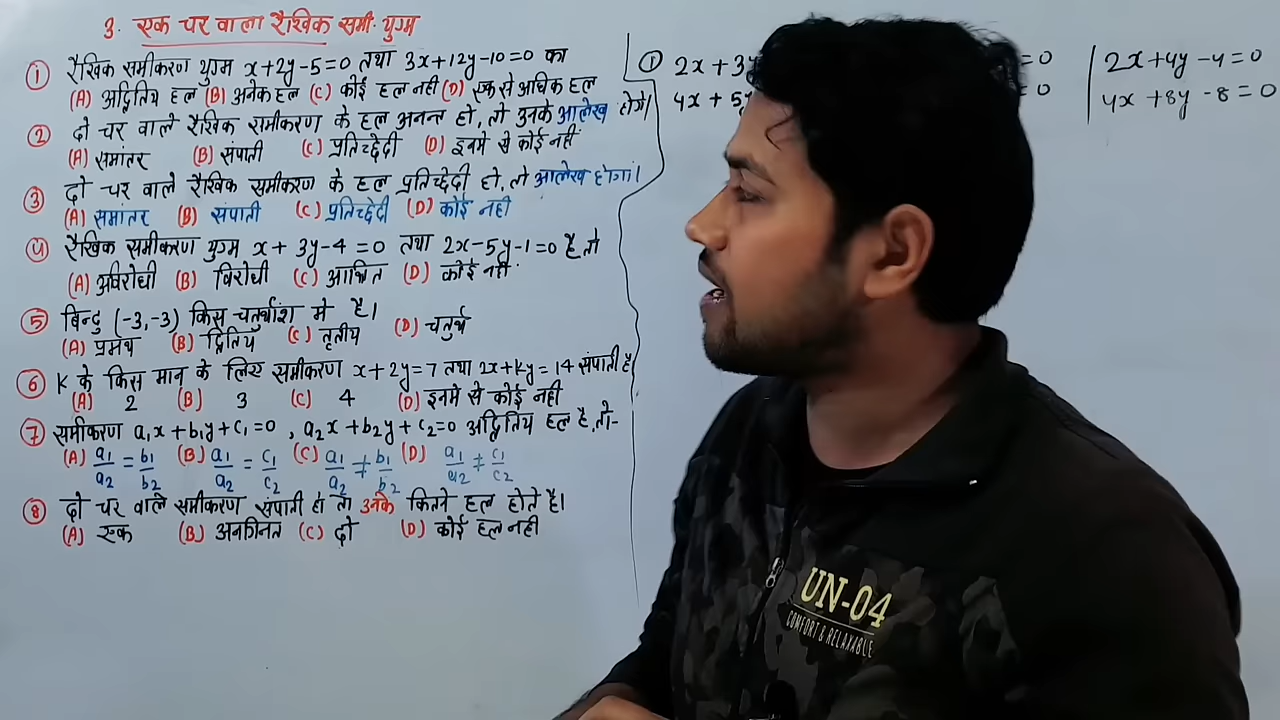 3. एक चर वाला रैखिक समी. युग्म
① रैखिक समीकरण युग्म x+2y-5=0 तथा 3x+12y-10=0 का
(A) अद्वितिय हल (B) अनेक हल (C) कोई हल नही (D) एक से अधिक हल
② दो चर वाले रैखिक समीकरण के हल अनन्त हो, तो उनके आलेख होगे।
(A) समांतर (B) संपाती (C) प्रतिच्छेदी (D) इनमे से कोई नही
③ दो चर वाले रैखिक समीकरण के हल प्रतिच्छेदी हो, तो आलेख होगा।
(A) समांतर (B) संपाती (C) प्रतिच्छेदी (D) कोई नही
④ रैखिक समीकरण युग्म x+3y-4=0 तथा 2x-5y-1=0 है तो
(A) अविरोधी (B) विरोधी (C) आश्रित (D) कोई नही
⑤ बिन्दु (-3,-3) किस चतुर्थांश मे है।
(A) प्रमथ (B) द्वितिय (C) तृतीय (D) चतुर्थ
⑥ K के किस मान के लिए समीकरण x+2y=7 तथा 2x+Ky=14 संपाती है
(A) 2 (B) 3 (C) 4 (D) इनमे से कोई नही
⑦ समीकरण a₁x+b₁y+c₁=0, a₂x+b₂y+c₂=0 अद्वितिय हल है, तो-
(A) a₁/a₂ = b₁/b₂ (B) a₁/a₂ = c₁/c₂ (C) a₁/a₂ ≠ b₁/b₂ (D) a₁/a₂ ≠ c₁/c₂
⑧ दो चर वाले समीकरण संपाती हो तो उनके कितने हल होते है।
(A) एक (B) अनगिनत (C) दो (D) कोई हल नही
① 2x+3y =0 2x+4y-4=0
4x+5y =0 4x+8y-8=0
UN-04
COMFORT & RELAXABLE